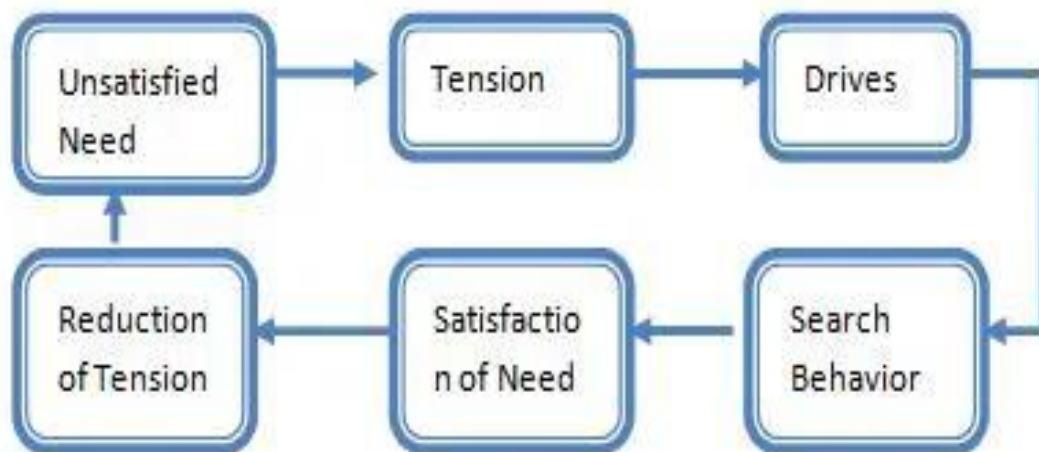 Unsatisfied
Need
Tension
Drives
Search
Behavior
Satisfactio
n of Need
Reduction
of Tension